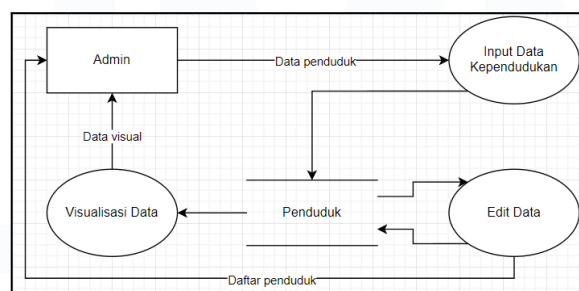 Admin
Data penduduk
Input Data
Kependudukan
Data visual
Visualisasi Data
Penduduk
Edit Data
Daftar penduduk